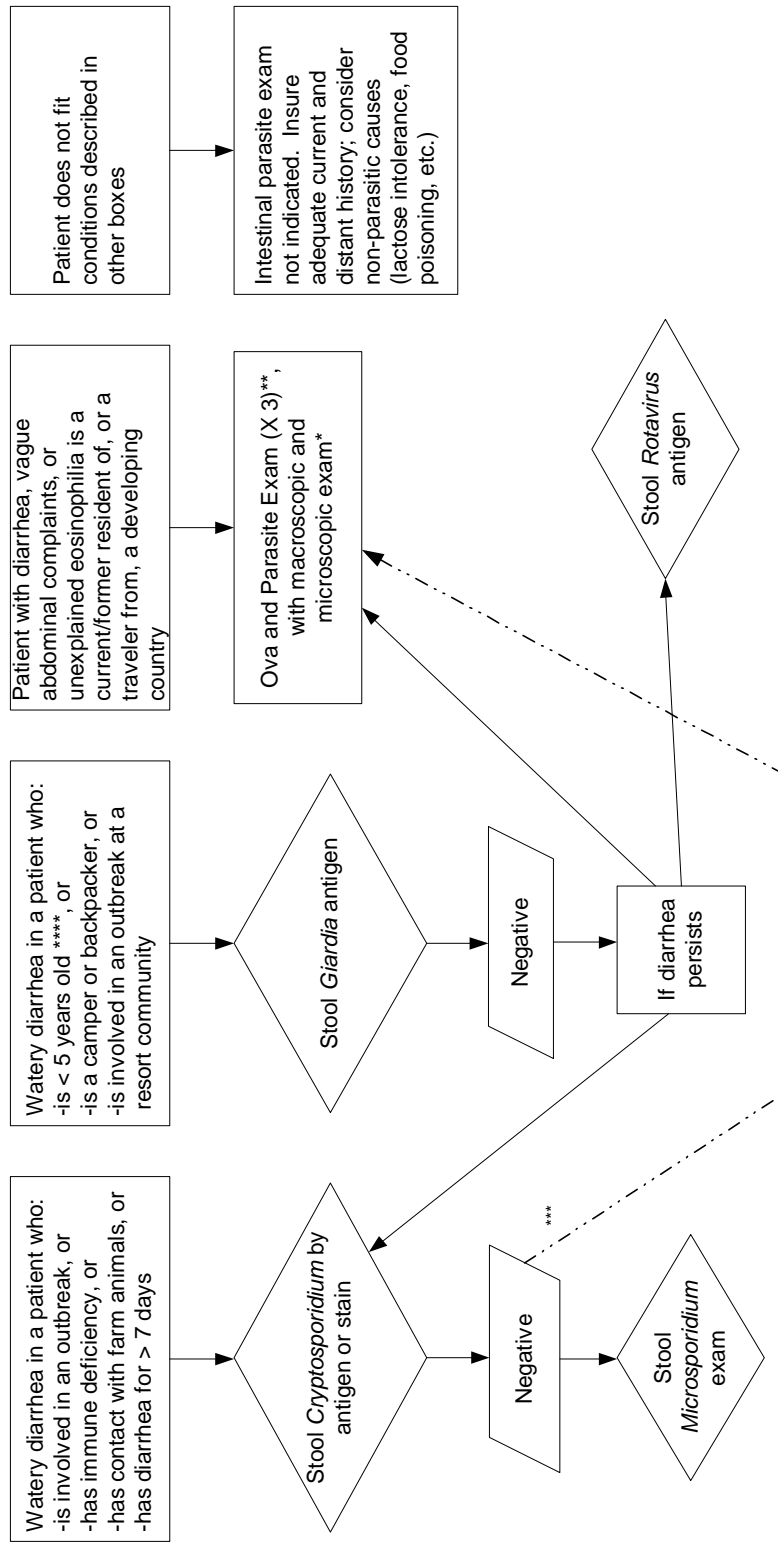 Watery diarrhea in a patient who:
-is involved in an outbreak, or
-has immune deficiency, or
-has contact with farm animals, or
-has diarrhea for > 7 days
Stool Cryptosporidium by
antigen or stain
Negative
***
Stool
Microsporidium
exam
Watery diarrhea in a patient who:
-is < 5 years old ****, or
-is a camper or backpacker, or
-is involved in an outbreak at a
resort community
Stool Giardia antigen
Negative
If diarrhea
persists
Patient with diarrhea, vague
abdominal complaints, or
unexplained eosinophilia is a
current/former resident of, or a
traveler from, a developing
country
Ova and Parasite Exam (X 3)**,
with macroscopic and
microscopic exam*
Stool Rotavirus
antigen
Patient does not fit
conditions described in
other boxes
Intestinal parasite exam
not indicated. Insure
adequate current and
distant history; consider
non-parasitic causes
(lactose intolerance, food
poisoning, etc.)